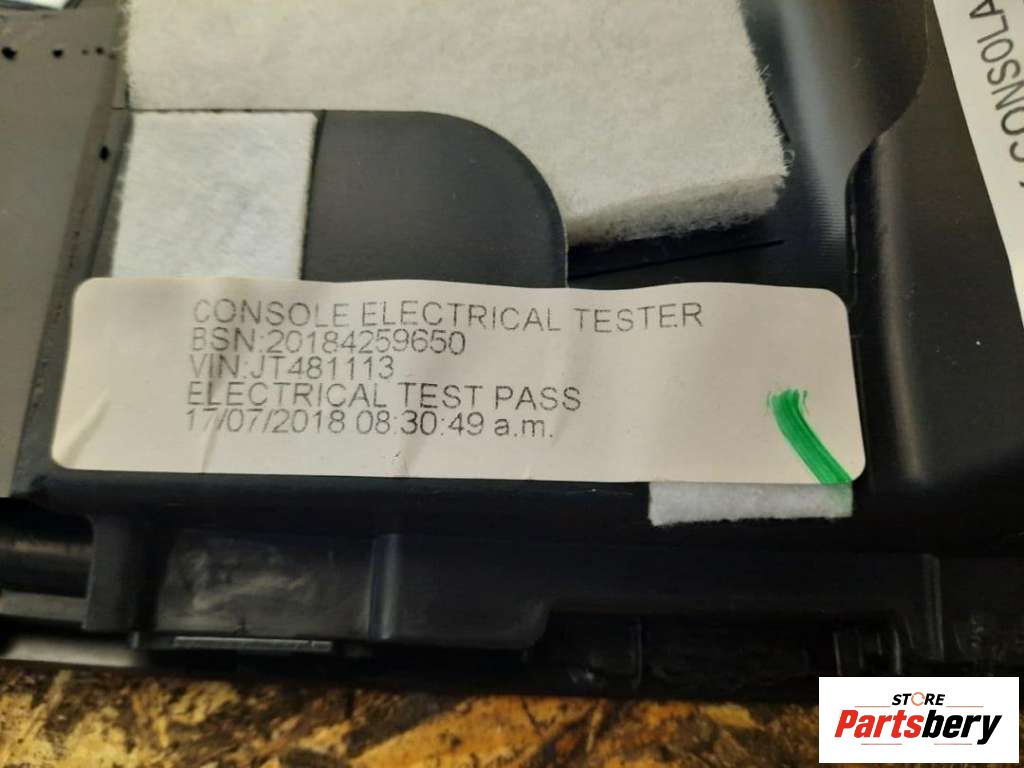 CONSOLA
CONSOLE ELECTRICAL TESTER
BSN:20184259650
VIN:JT481113
ELECTRICAL TEST PASS
17/07/2018 08:30:49 a.m.
STORE
Partsbery